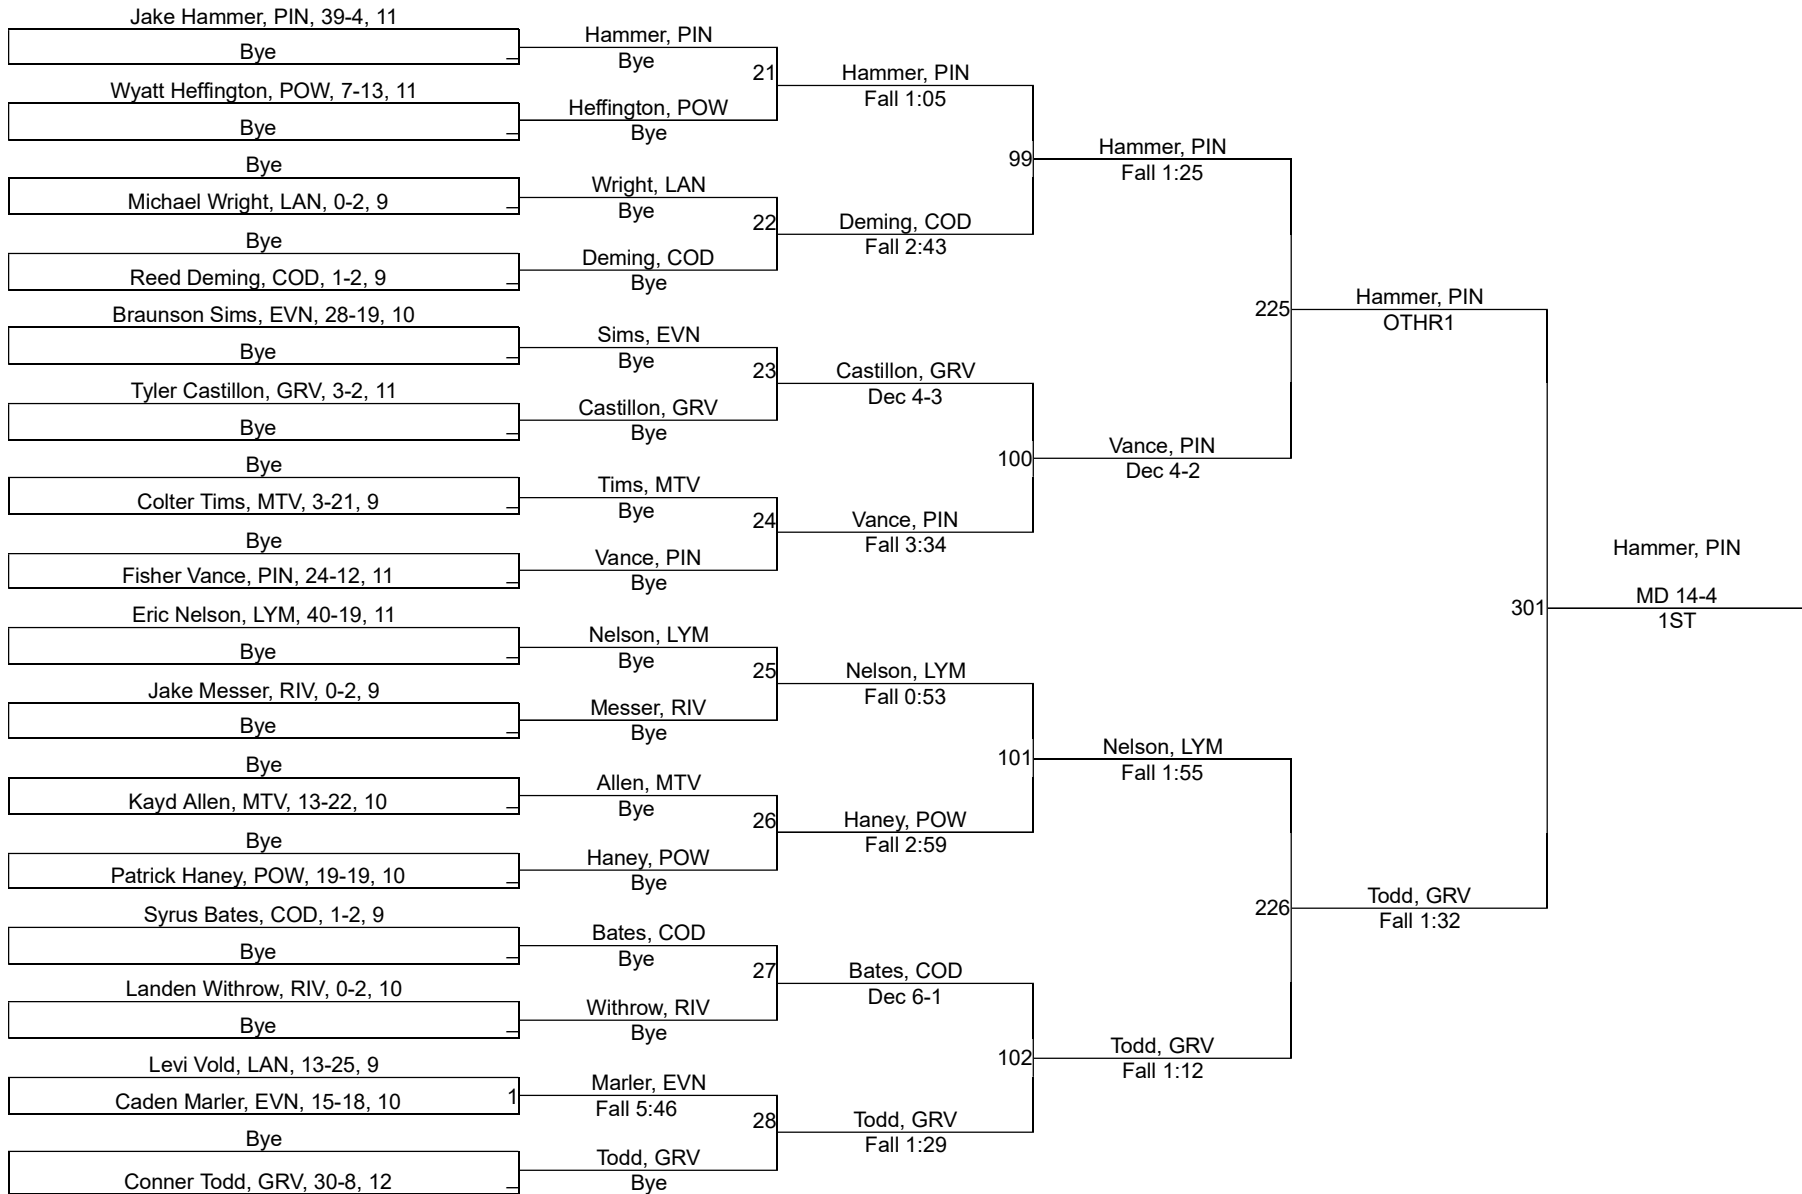 Jake Hammer, PIN, 39-4, 11
Bye
Wyatt Heffington, POW, 7-13, 11
Bye
Bye
Michael Wright, LAN, 0-2, 9
Bye
Reed Deming, COD, 1-2, 9
Braunson Sims, EVN, 28-19, 10
Bye
Tyler Castillon, GRV, 3-2, 11
Bye
Bye
Colter Tims, MTV, 3-21, 9
Bye
Fisher Vance, PIN, 24-12, 11
Eric Nelson, LYM, 40-19, 11
Bye
Jake Messer, RIV, 0-2, 9
Bye
Bye
Kayd Allen, MTV, 13-22, 10
Bye
Patrick Haney, POW, 19-19, 10
Syrus Bates, COD, 1-2, 9
Bye
Landen Withrow, RIV, 0-2, 10
Bye
Levi Vold, LAN, 13-25, 9
Caden Marler, EVN, 15-18, 10
1
Bye
Conner Todd, GRV, 30-8, 12
Hammer, PIN
Bye
21
Heffington, POW
Bye
Wright, LAN
Bye
22
Deming, COD
Bye
Sims, EVN
Bye
23
Castillon, GRV
Bye
Tims, MTV
Bye
24
Vance, PIN
Bye
Nelson, LYM
Bye
25
Messer, RIV
Bye
Allen, MTV
Bye
26
Haney, POW
Bye
Bates, COD
Bye
27
Withrow, RIV
Bye
Marler, EVN
Fall 5:46
28
Todd, GRV
Bye
Hammer, PIN
Fall 1:05
99
Deming, COD
Fall 2:43
Castillon, GRV
Dec 4-3
100
Vance, PIN
Fall 3:34
Nelson, LYM
Fall 0:53
101
Haney, POW
Fall 2:59
Bates, COD
Dec 6-1
102
Todd, GRV
Fall 1:29
Hammer, PIN
Fall 1:25
225
Vance, PIN
Dec 4-2
Nelson, LYM
Fall 1:55
226
Todd, GRV
Fall 1:12
Hammer, PIN
OTHR1
301
Todd, GRV
Fall 1:32
Hammer, PIN
MD 14-4
1ST